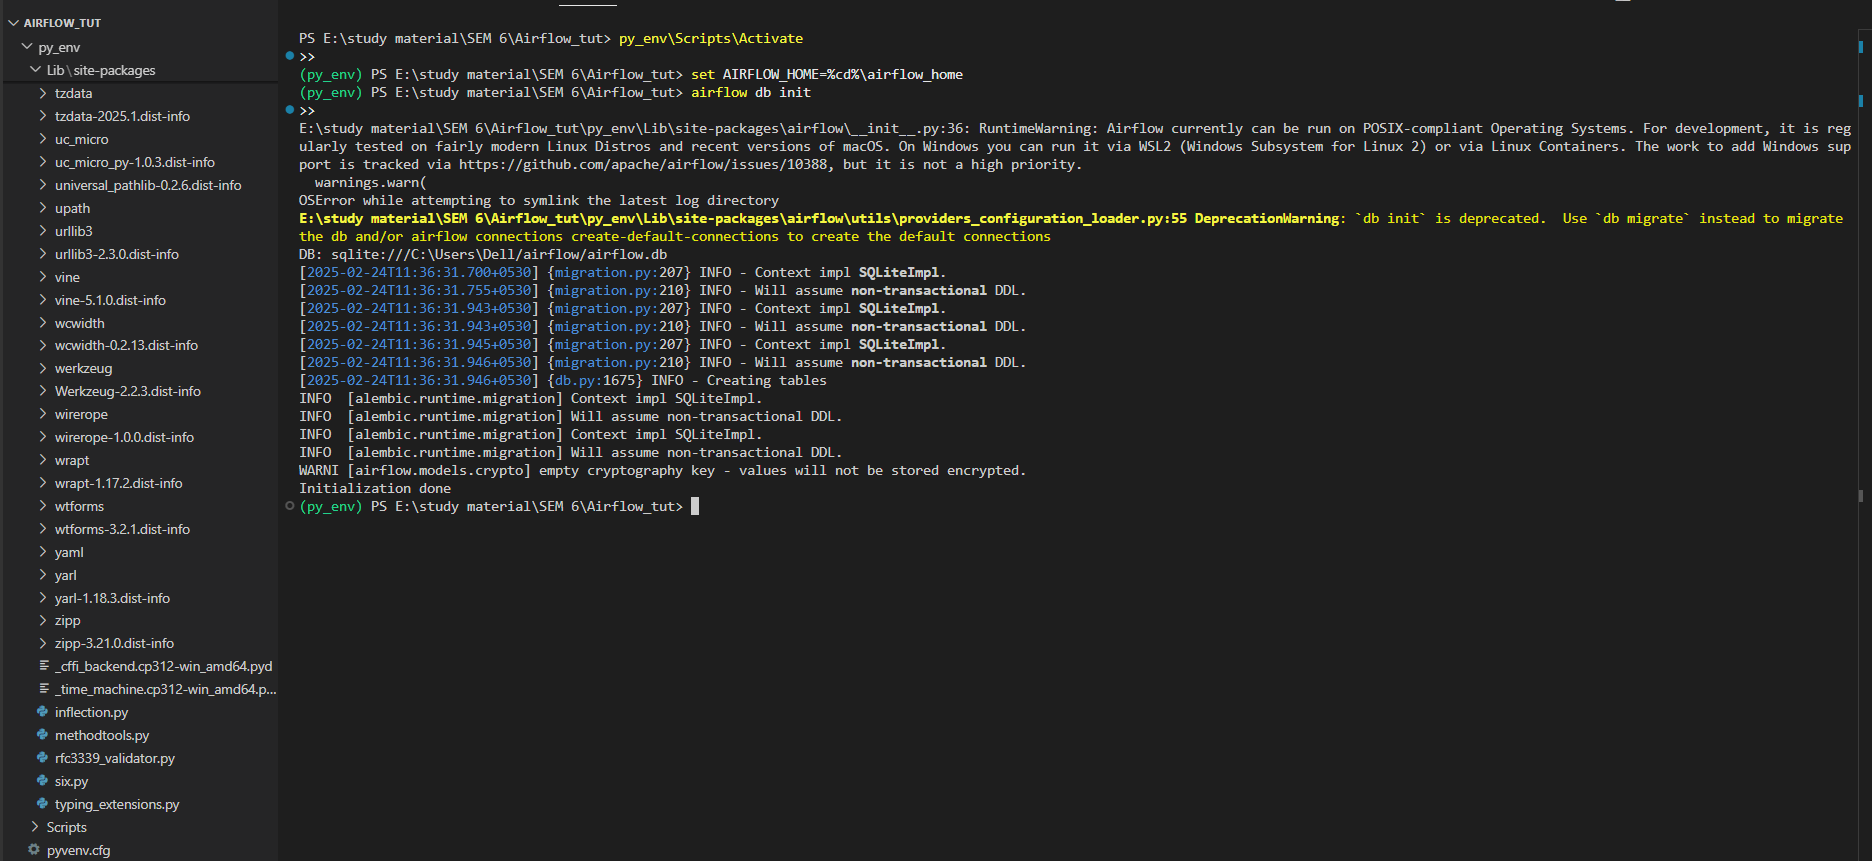 AIRFLOW_TUT
py_env
Lib\site-packages
tzdata
tzdata-2025.1.dist-info
uc_micro
uc_micro_py-1.0.3.dist-info
universal_pathlib-0.2.6.dist-info
upath
urllib3
urllib3-2.3.0.dist-info
vine
vine-5.1.0.dist-info
wcwidth
wcwidth-0.2.13.dist-info
werkzeug
Werkzeug-2.2.3.dist-info
wirerope
wirerope-1.0.0.dist-info
wrapt
wrapt-1.17.2.dist-info
wtforms
wtforms-3.2.1.dist-info
yaml
yarl
yarl-1.18.3.dist-info
zipp
zipp-3.21.0.dist-info
_cffi_backend.cp312-win_amd64.pyd
_time_machine.cp312-win_amd64.p...
inflection.py
methodtools.py
rfc3339_validator.py
six.py
typing_extensions.py
Scripts
pyvenv.cfg
PS E:\study material\SEM 6\Airflow_tut> py_env\Scripts\Activate
>>
(py_env) PS E:\study material\SEM 6\Airflow_tut> set AIRFLOW_HOME=%cd%\airflow_home
(py_env) PS E:\study material\SEM 6\Airflow_tut> airflow db init
>>
E:\study material\SEM 6\Airflow_tut\py_env\Lib\site-packages\airflow\__init__.py:36: RuntimeWarning: Airflow currently can be run on POSIX-compliant Operating Systems. For development, it is reg
ularly tested on fairly modern Linux Distros and recent versions of macOS. On Windows you can run it via WSL2 (Windows Subsystem for Linux 2) or via Linux Containers. The work to add Windows sup
port is tracked via https://github.com/apache/airflow/issues/10388, but it is not a high priority.
warnings.warn(
OSError while attempting to symlink the latest log directory
E:\study material\SEM 6\Airflow_tut\py_env\Lib\site-packages\airflow\utils\providers_configuration_loader.py:55 DeprecationWarning: `db init` is deprecated.  Use `db migrate` instead to migrate
the db and/or airflow connections create-default-connections to create the default connections
DB: sqlite:///C:\Users\Dell/airflow/airflow.db
[2025-02-24T11:36:31.700+0530] {migration.py:207} INFO - Context impl SQLiteImpl.
[2025-02-24T11:36:31.755+0530] {migration.py:210} INFO - Will assume non-transactional DDL.
[2025-02-24T11:36:31.943+0530] {migration.py:207} INFO - Context impl SQLiteImpl.
[2025-02-24T11:36:31.943+0530] {migration.py:210} INFO - Will assume non-transactional DDL.
[2025-02-24T11:36:31.945+0530] {migration.py:207} INFO - Context impl SQLiteImpl.
[2025-02-24T11:36:31.946+0530] {migration.py:210} INFO - Will assume non-transactional DDL.
[2025-02-24T11:36:31.946+0530] {db.py:1675} INFO - Creating tables
INFO  [alembic.runtime.migration] Context impl SQLiteImpl.
INFO  [alembic.runtime.migration] Will assume non-transactional DDL.
INFO  [alembic.runtime.migration] Context impl SQLiteImpl.
INFO  [alembic.runtime.migration] Will assume non-transactional DDL.
WARNI [airflow.models.crypto] empty cryptography key - values will not be stored encrypted.
Initialization done
(py_env) PS E:\study material\SEM 6\Airflow_tut>